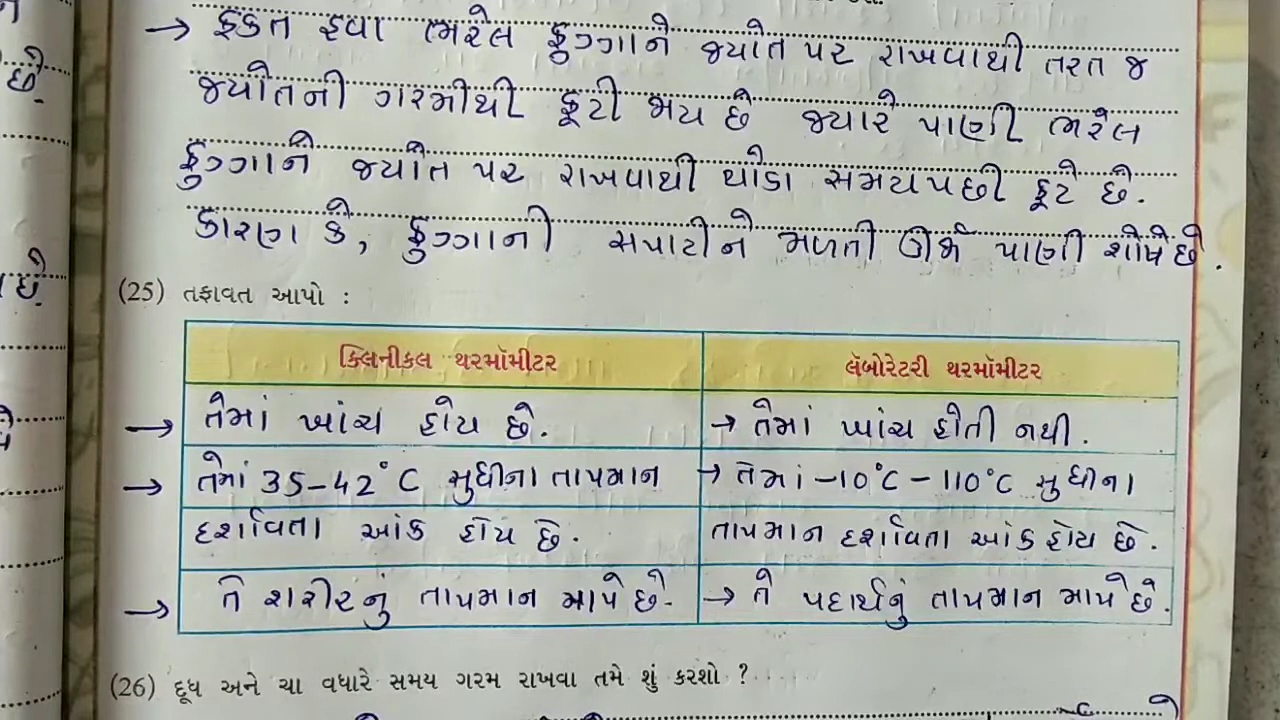 → ફકત હવા ભરેલ ફુગ્ગાને જ્યોત પર રાખવાથી તરત જ
જ્યોતની ગરમીથી ફૂટી જાય છે જ્યારે પાણી ભરેલ
ફુગ્ગાને જ્યોત પર રાખવાથી થોડા સમય પછી ફૂટે છે.
કારણ કે, ફુગ્ગાની સપાટીને મળતી ઊર્જા પાણી શોષે છે.
(25) તફાવત આપો :
ક્લિનીકલ થરમૉમીટર	લૅબોરેટરી થરમૉમીટર
→ તેમાં ખાંચ હોય છે.	→ તેમાં ખાંચ હોતી નથી.
→ તેમાં 35-42°C સુધીના તાપમાન	→ તેમાં -10°C - 110°C સુધીના
દર્શાવતા આંક હોય છે.	તાપમાન દર્શાવતા આંક હોય છે.
→ તે શરીરનું તાપમાન માપે છે.	→ તે પદાર્થનું તાપમાન માપે છે.
(26) દૂધ અને ચા વધારે સમય ગરમ રાખવા તમે શું કરશો ?